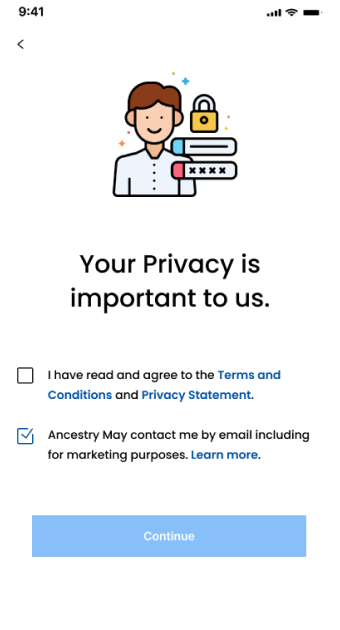 9:41
Your Privacy is
important to us.
I have read and agree to the Terms and
Conditions and Privacy Statement.
Ancestry May contact me by email including
for marketing purposes. Learn more.
Continue